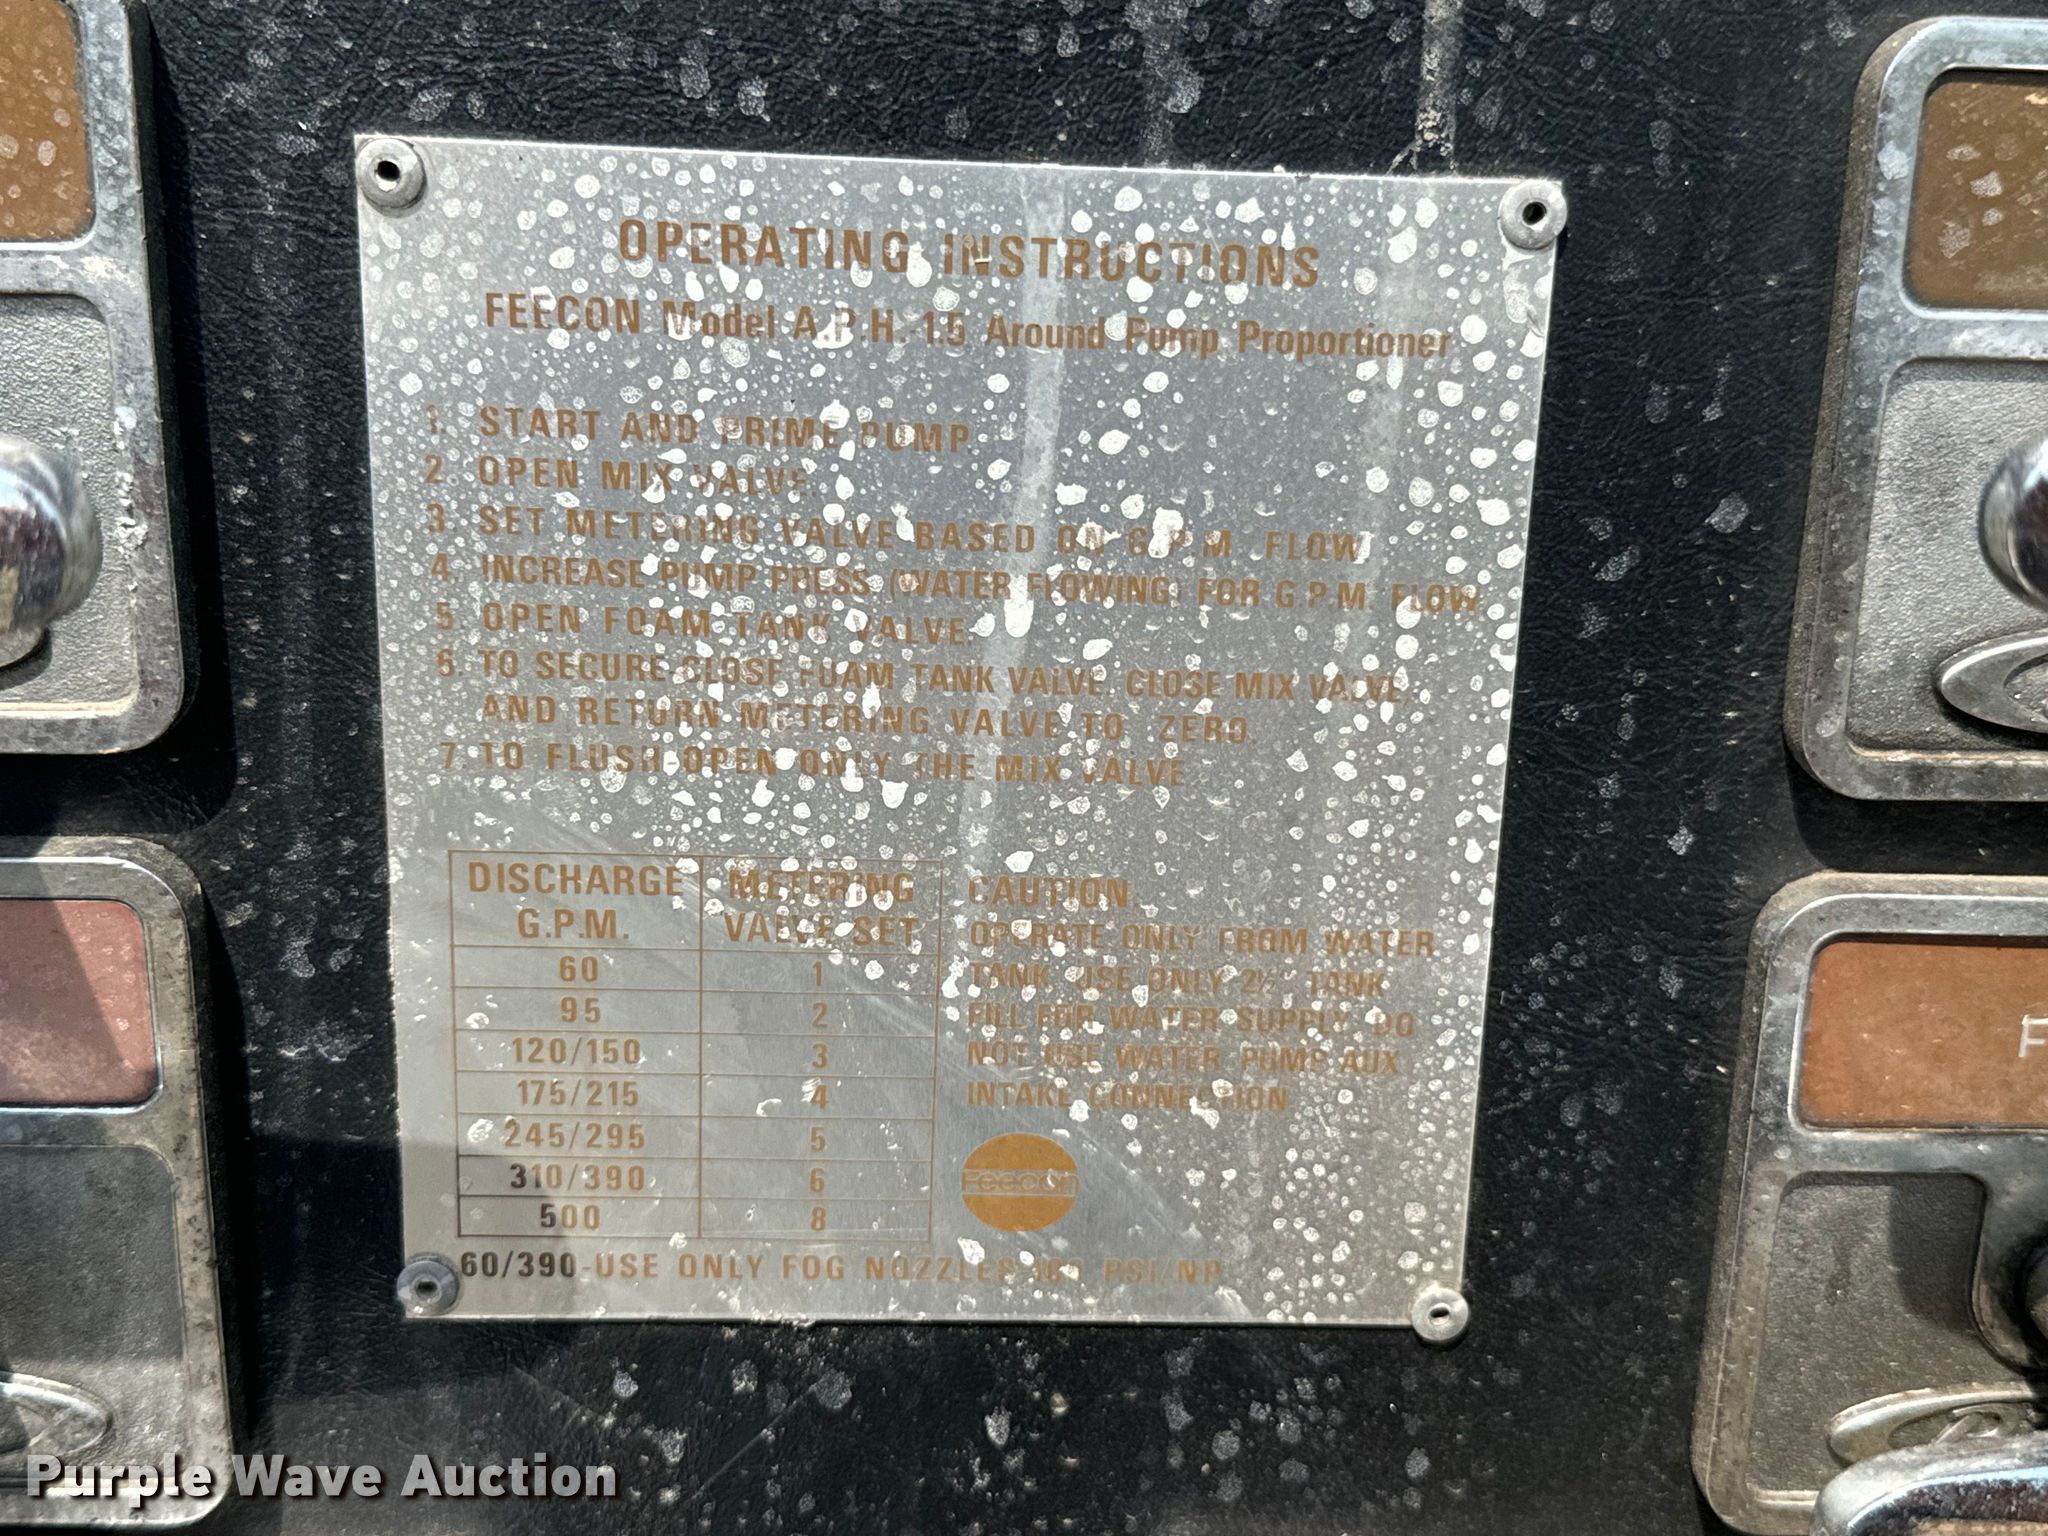 OPERATING INSTRUCTIONS
FEECON Model A.P.H.-1.5 Around Pump Proportioner
1. START AND PRIME PUMP.
2. OPEN MIX VALVE.
3. SET METERING VALVE BASED ON G.P.M. FLOW
4. INCREASE PUMP PRESS (WATER FLOWING) FOR G.P.M. FLOW
5. OPEN FOAM TANK VALVE.
6. TO SECURE-CLOSE FOAM TANK VALVE, CLOSE MIX VALVE,
AND RETURN METERING VALVE TO ZERO.
7. TO FLUSH-OPEN ONLY THE MIX VALVE
DISCHARGE G.P.M. METERING VALVE SET
60 1
95 2
120/150 3
175/215 4
245/295 5
310/390 6
500 8
CAUTION:
OPERATE ONLY FROM WATER
TANK USE ONLY 2½" TANK
FILL FOR WATER SUPPLY. DO
NOT USE WATER PUMP AUX
INTAKE CONNECTION
Feecon
60/390-USE ONLY FOG NOZZLES 100 PSI/NP
F
Purple Wave Auction